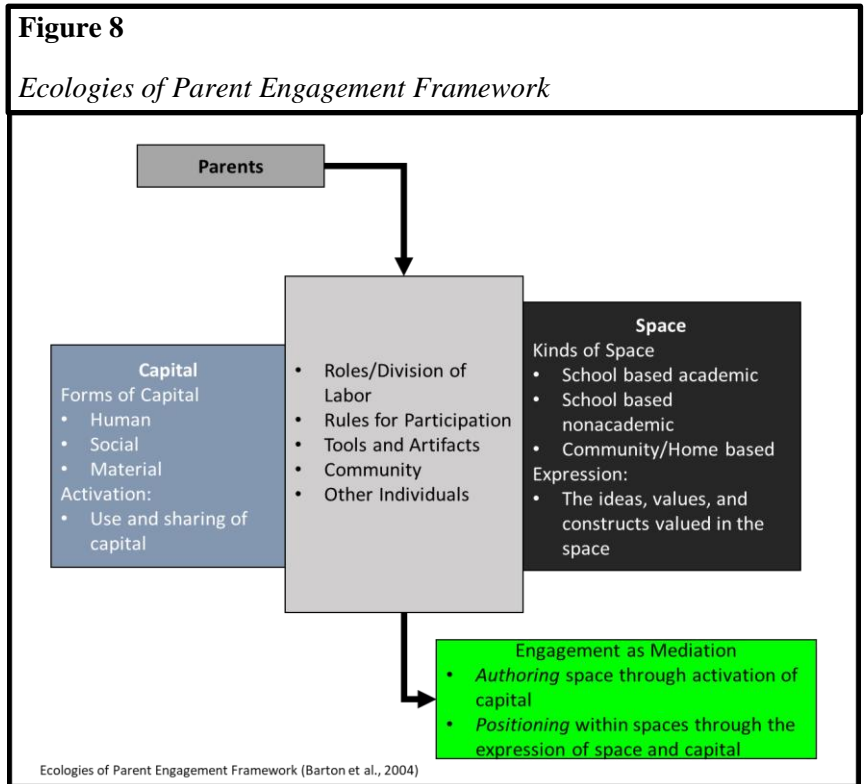 Figure 8
Ecologies of Parent Engagement Framework
Parents
Capital
Forms of Capital
• Human
• Social
• Material
Activation:
• Use and sharing of
capital
• Roles/Division of
Labor
• Rules for Participation
• Tools and Artifacts
• Community
• Other Individuals
Space
Kinds of Space
• School based academic
• School based
nonacademic
• Community/Home based
Expression:
• The ideas, values, and
constructs valued in the
space
Engagement as Mediation
• Authoring space through activation of
capital
• Positioning within spaces through the
expression of space and capital
Ecologies of Parent Engagement Framework (Barton et al., 2004)